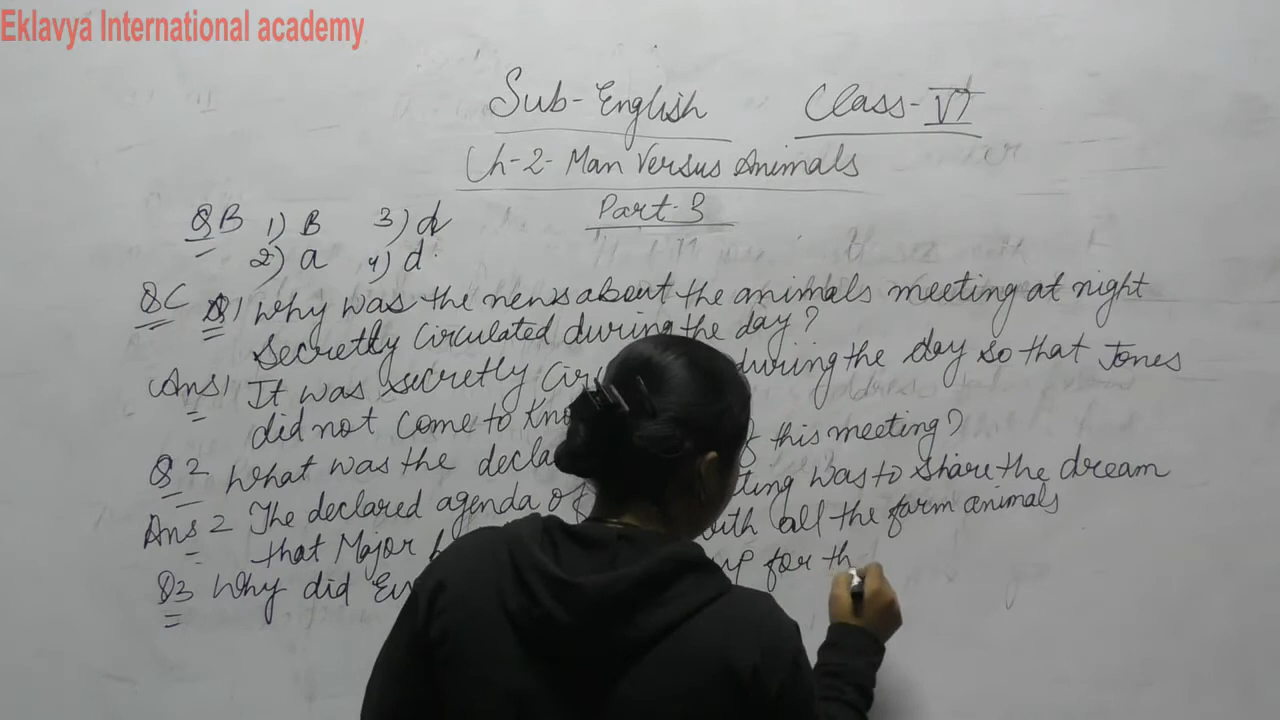 Eklavya International academy
Sub-English Class-VI
Ch-2- Man Versus Animals
Part-3
QB 1) B 3) d
2) a 4) d
QC Q1 Why was the news about the animals meeting at night
Secretly Circulated during the day?
Ans1 It was secretly during the day so that Jones
did not come to this meeting?
Q2 What was the
Ans 2 The declared agenda of was to share the dream
that Major with all the farm animals
Q3 Why did for